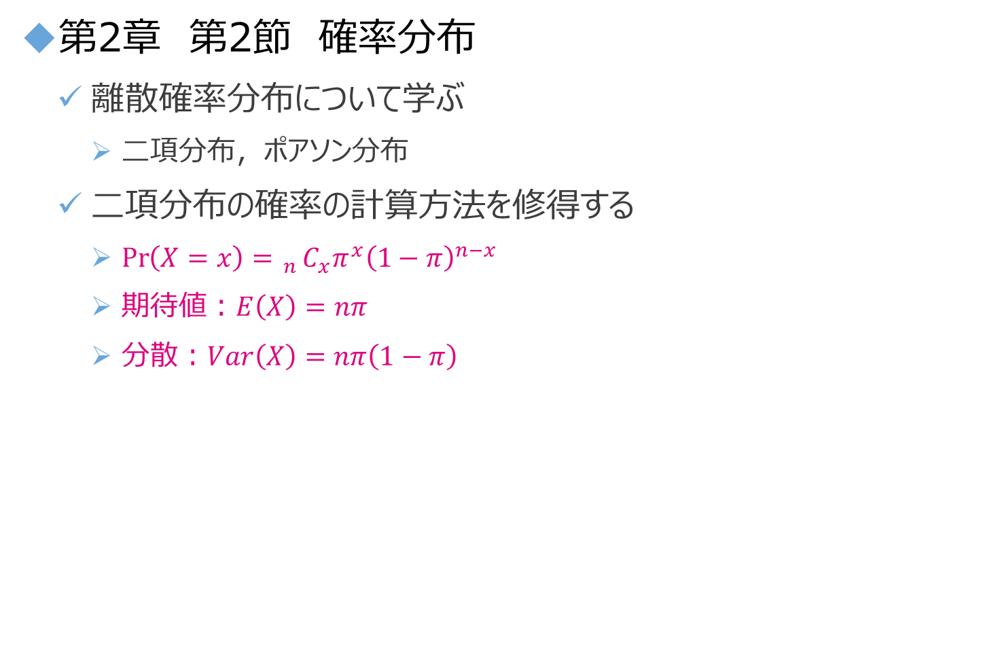 ◆第2章　第2節　確率分布
✓ 離散確率分布について学ぶ
➢ 二項分布，ポアソン分布
✓ 二項分布の確率の計算方法を修得する
➢ Pr(X = x) = ₙCₓπˣ(1 − π)ⁿ⁻ˣ
➢ 期待値：E(X) = nπ
➢ 分散：Var(X) = nπ(1 − π)